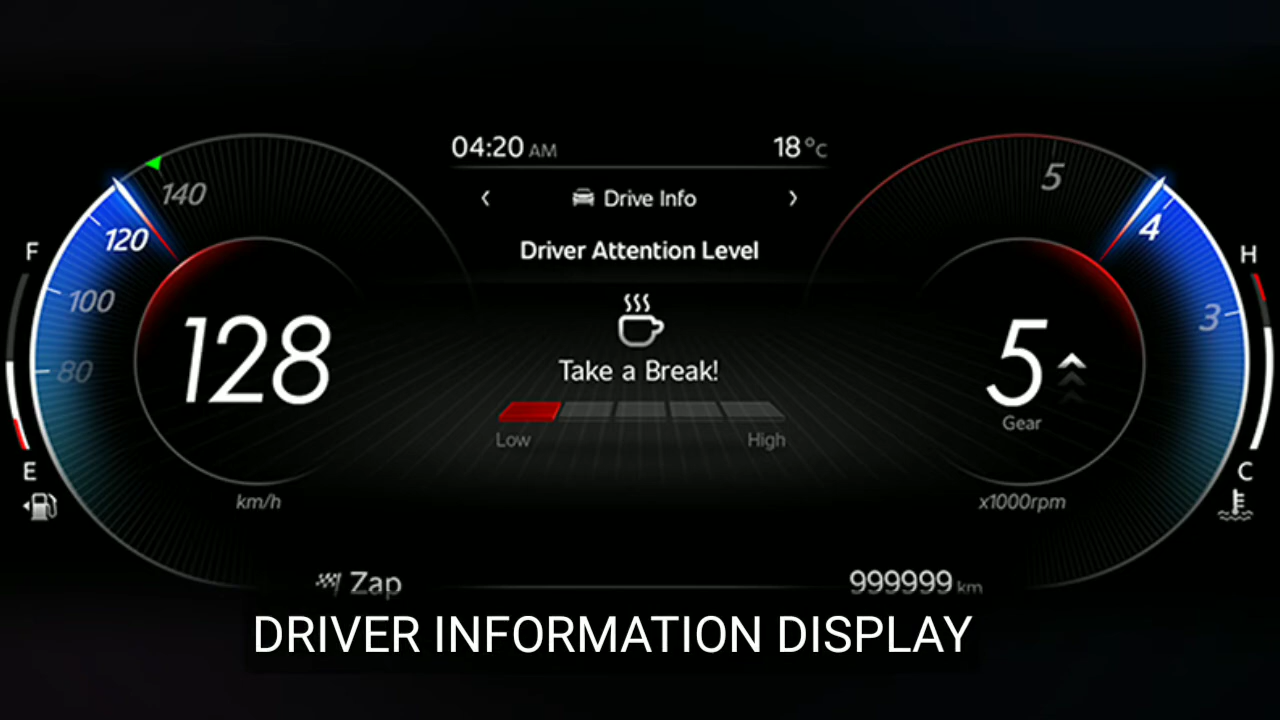 04:20 AM 18°C
Drive Info
Driver Attention Level
140
120
100
80
5
4
3
F
E
H
C
128
km/h
Take a Break!
Low High
5
Gear
x1000rpm
Zap
999999 km
DRIVER INFORMATION DISPLAY